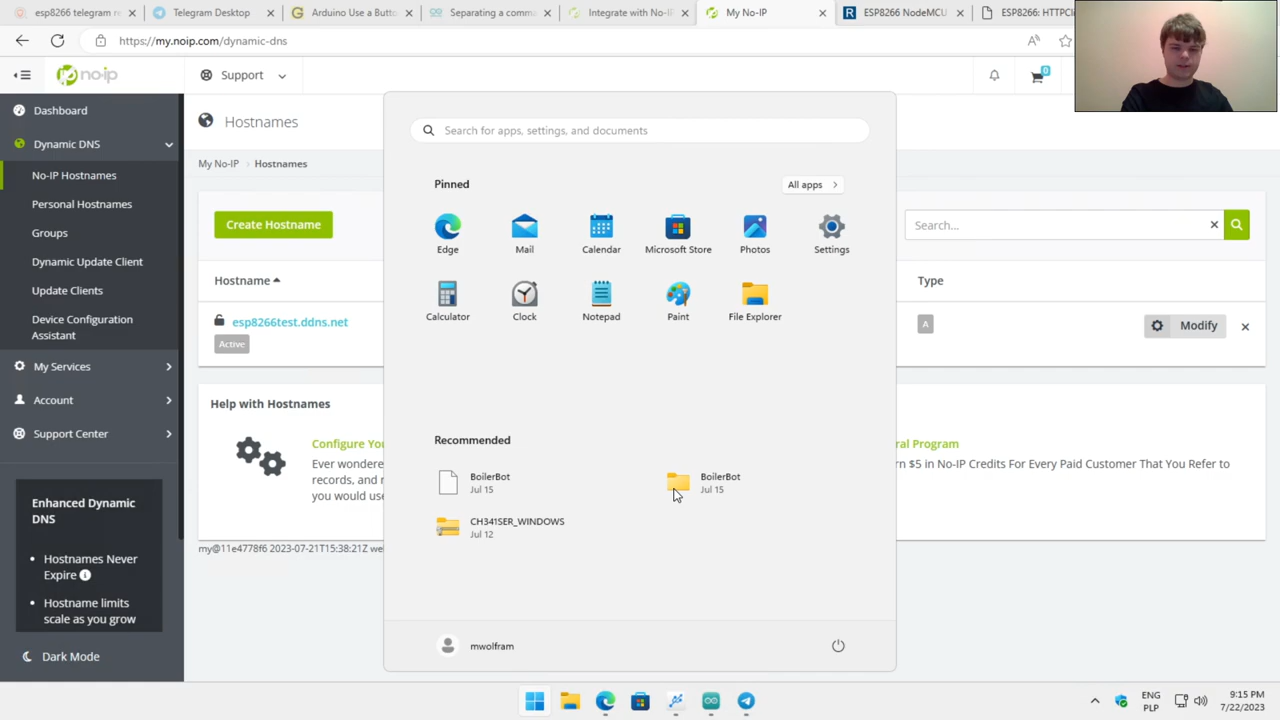 esp8266 telegram re
Telegram Desktop
Arduino Use a Butto
Separating a comma
Integrate with No-IF
My No-IP
ESP8266 NodeMCU
ESP8266: HTTPCli
https://my.noip.com/dynamic-dns
no-ip
Support
0
Dashboard
Dynamic DNS
No-IP Hostnames
Personal Hostnames
Groups
Dynamic Update Client
Update Clients
Device Configuration
Assistant
My Services
Account
Support Center
Enhanced Dynamic
DNS
Hostnames Never
Expire
Hostname limits
scale as you grow
Dark Mode
Hostnames
My No-IP > Hostnames
Create Hostname
Search...
Hostname
Type
esp8266test.ddns.net
Active
A
Modify
Help with Hostnames
Configure You
Ever wondere
records, and
you would use
ral Program
rn $5 in No-IP Credits For Every Paid Customer That You Refer to
my@11e4778f6 2023-07-21T15:38:21Z we
Search for apps, settings, and documents
Pinned
All apps
Edge
Mail
Calendar
Microsoft Store
Photos
Settings
Calculator
Clock
Notepad
Paint
File Explorer
Recommended
BoilerBot
Jul 15
BoilerBot
Jul 15
CH341SER_WINDOWS
Jul 12
mwolfram
ENG
PLP
9:15 PM
7/22/2023